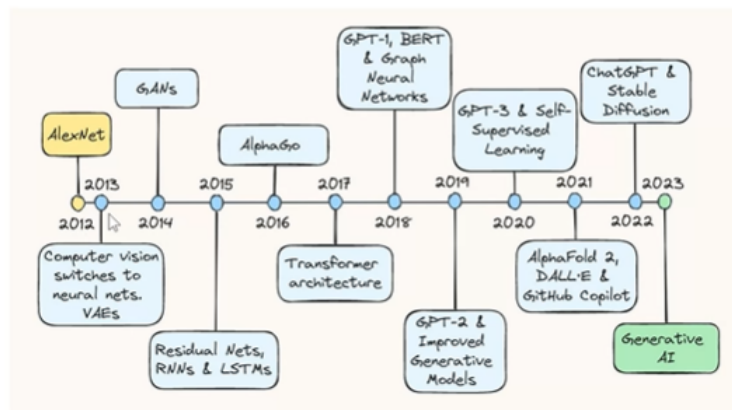 AlexNet
2012
2013
Computer vision
switches to
neural nets.
VAEs
GANs
2014
2015
Residual Nets,
RNNs & LSTMs
AlphaGo
2016
2017
Transformer
architecture
GPT-1, BERT
& Graph
Neural
Networks
2018
2019
GPT-2 &
Improved
Generative
Models
GPT-3 & Self-
Supervised
Learning
2020
2021
AlphaFold 2,
DALL·E &
GitHub Copilot
ChatGPT &
Stable
Diffusion
2022
2023
Generative
AI